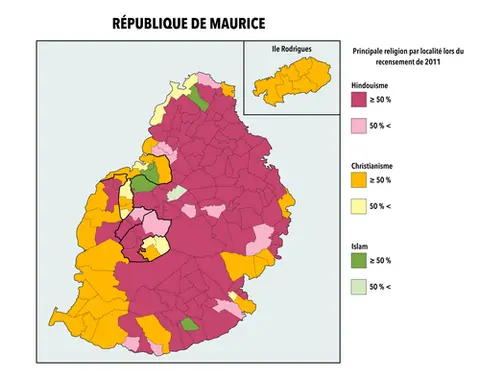 RÉPUBLIQUE DE MAURICE
Ile Rodrigues
Principale religion par localité lors du
recensement de 2011
Hindouisme
≥ 50 %
50 % <
Christianisme
≥ 50 %
50 % <
Islam
≥ 50 %
50 % <